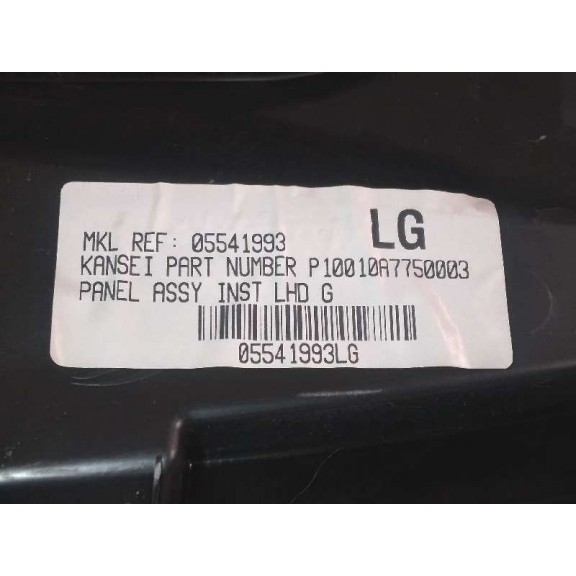 LG
MKL REF: 05541993
KANSEI PART NUMBER P10010A7750003
PANEL ASSY INST LHD G
05541993LG